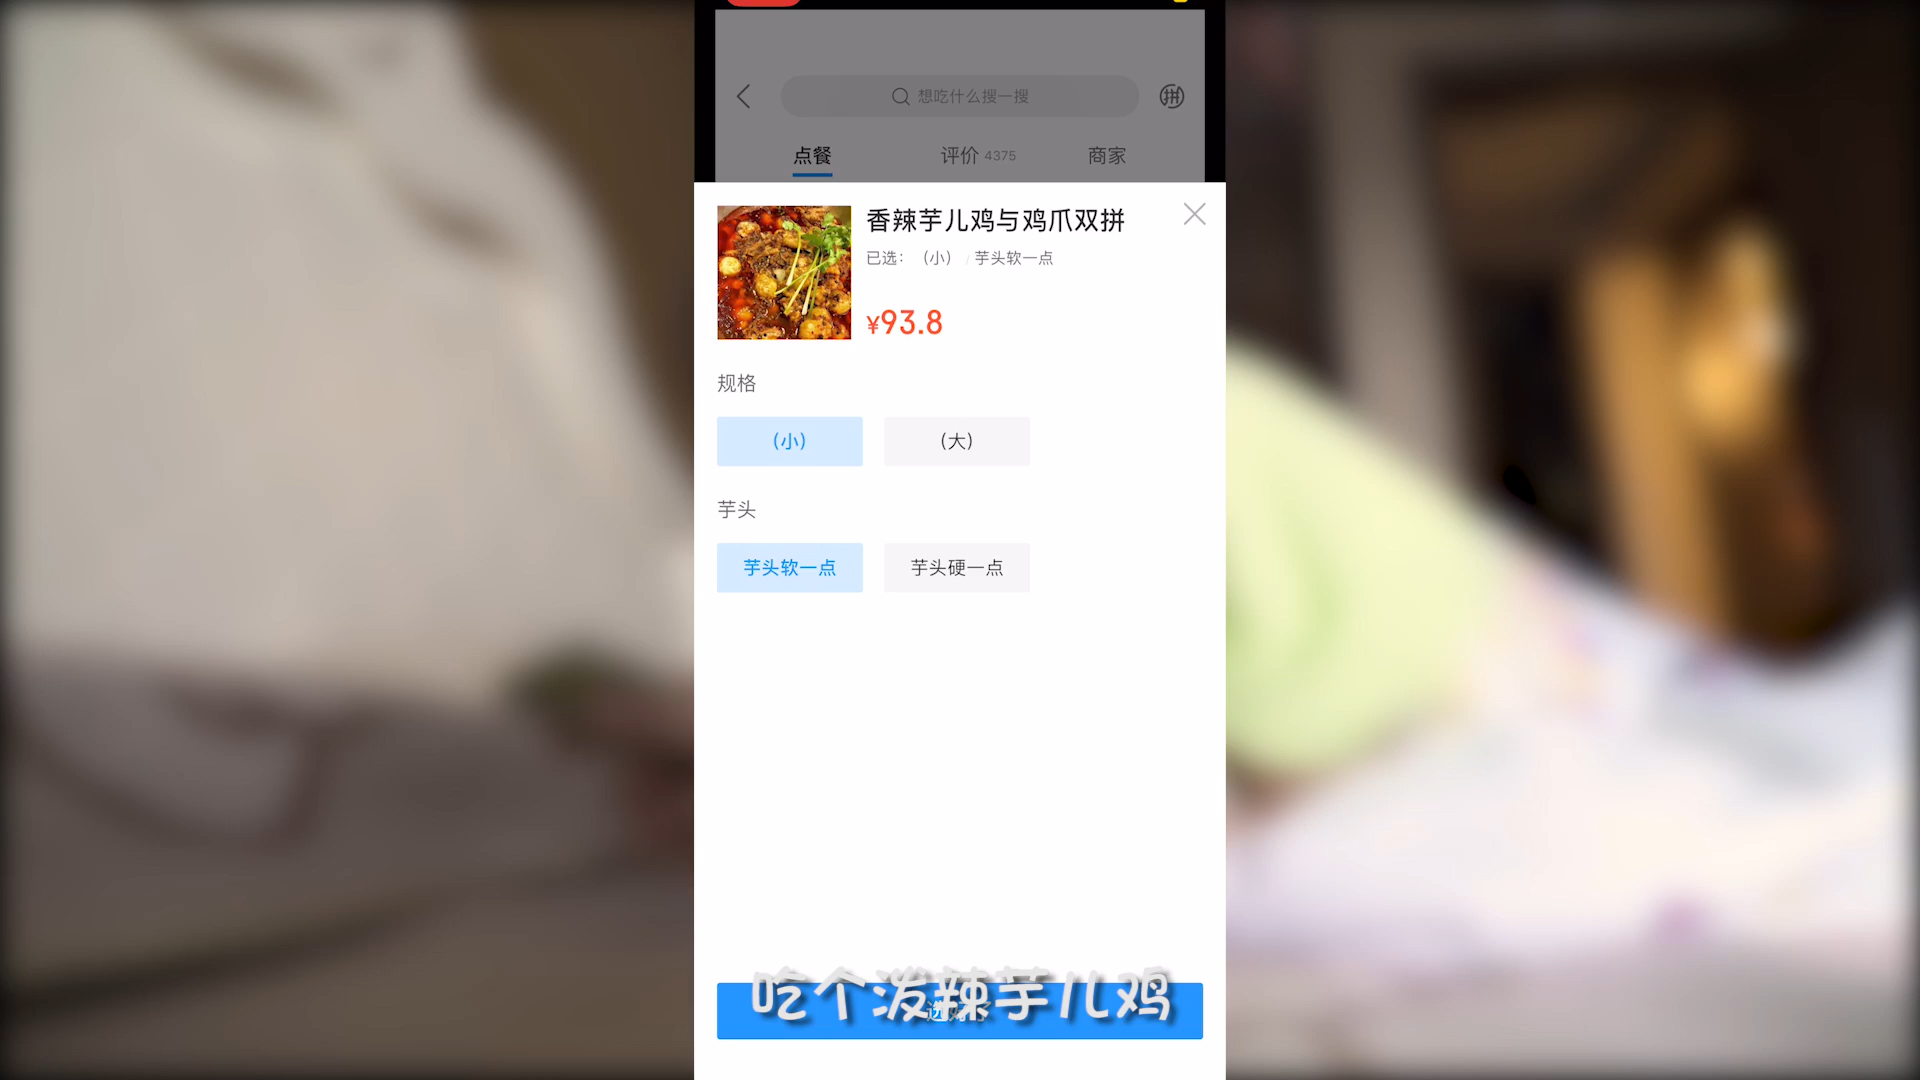 想吃什么搜一搜
拼
点餐
评价 4375
商家
香辣芋儿鸡与鸡爪双拼
已选： （小） / 芋头软一点
¥93.8
规格
（小）
（大）
芋头
芋头软一点
芋头硬一点
吃个泼辣芋儿鸡